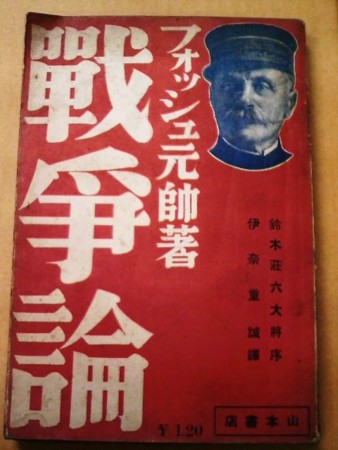 戰爭論
フォッシュ元帥著
鈴木莊六大將序
伊奈重誠譯
店書本山
¥ 1.20